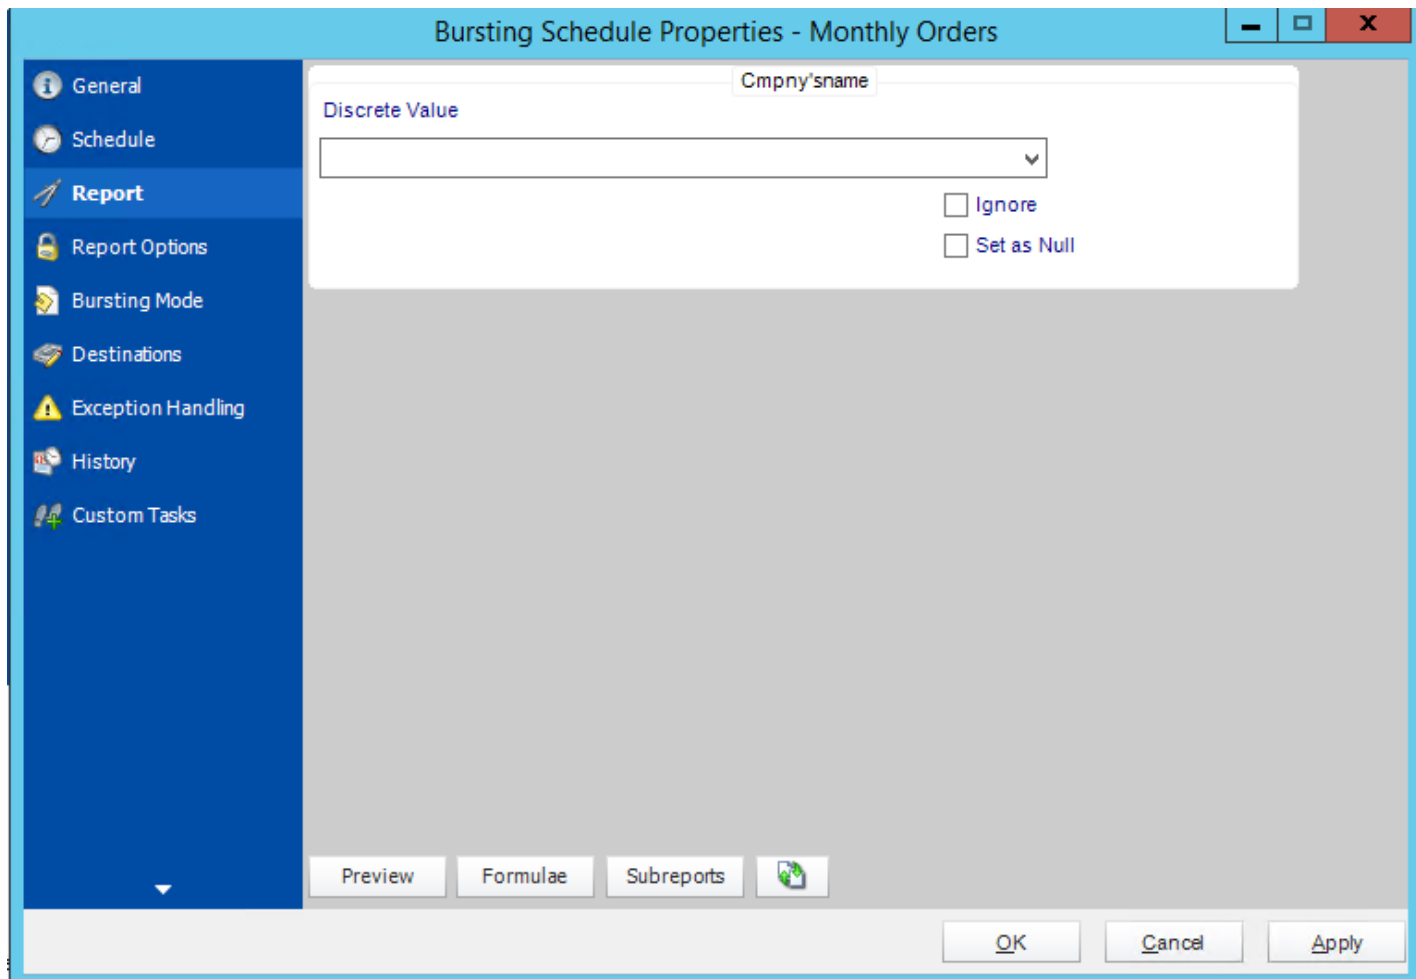 Bursting Schedule Properties - Monthly Orders
X
General
Schedule
Report
Report Options
Bursting Mode
Destinations
Exception Handling
History
Custom Tasks
Cmpny'sname
Discrete Value
Ignore
Set as Null
Preview Formulae Subreports
OK Cancel Apply